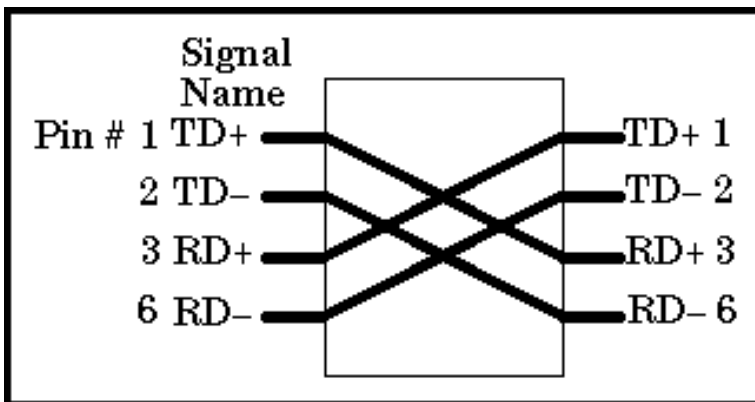 Signal
Name
Pin # 1 TD+ TD+ 1
2 TD– TD– 2
3 RD+ RD+ 3
6 RD– RD– 6